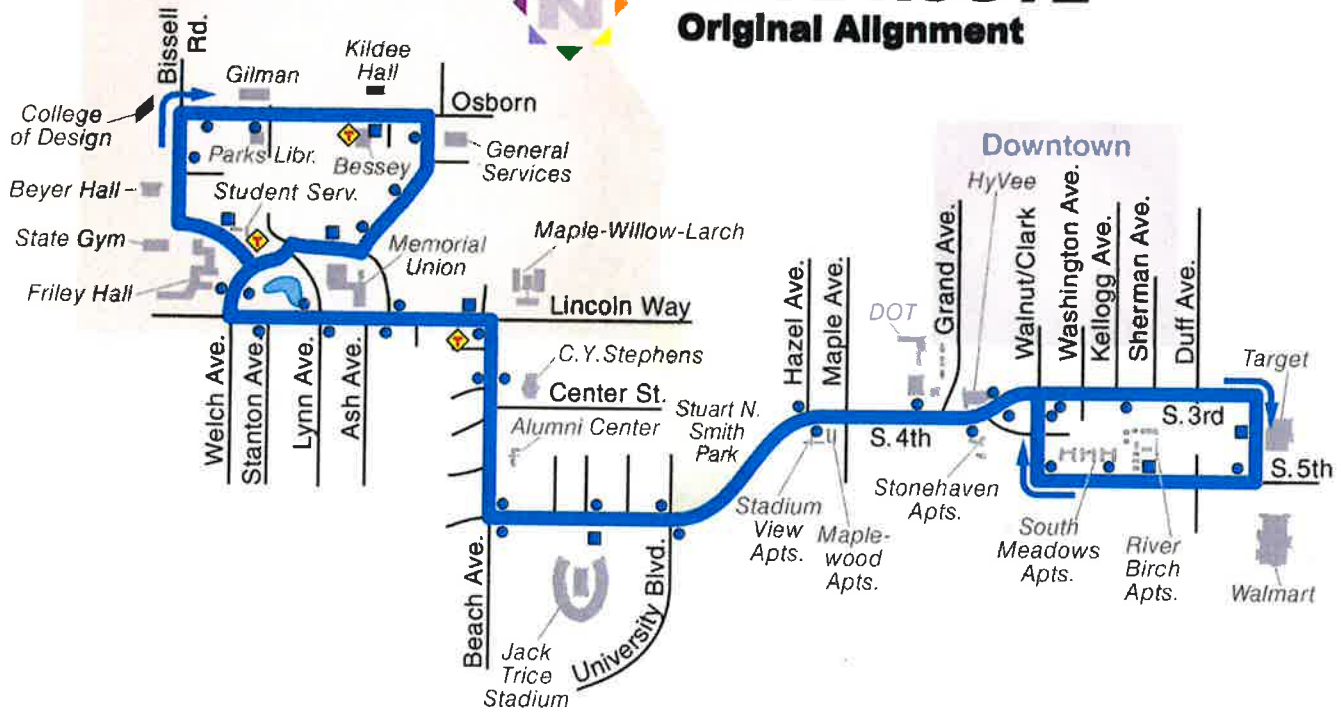 Original Alignment
Bissell
Rd.
Gilman
Kildee
Hall
Osborn
College
of Design
Parks Libr.
Bessey
General
Services
Beyer Hall
Student Serv.
T
T
State Gym
Memorial
Union
Maple-Willow-Larch
Friley Hall
Lincoln Way
T
C.Y.Stephens
Center St.
Alumni Center
Welch Ave.
Stanton Ave.
Lynn Ave.
Ash Ave.
Stuart N.
Smith
Park
Beach Ave.
Jack
Trice
Stadium
University Blvd.
Hazel Ave.
Maple Ave.
Stadium
View
Apts.
Maple-
wood
Apts.
DOT
Grand Ave.
S. 4th
Stonehaven
Apts.
Downtown
HyVee
Walnut/Clark
Washington Ave.
Kellogg Ave.
Sherman Ave.
Duff Ave.
Target
S. 3rd
S. 5th
South
Meadows
Apts.
River
Birch
Apts.
Walmart